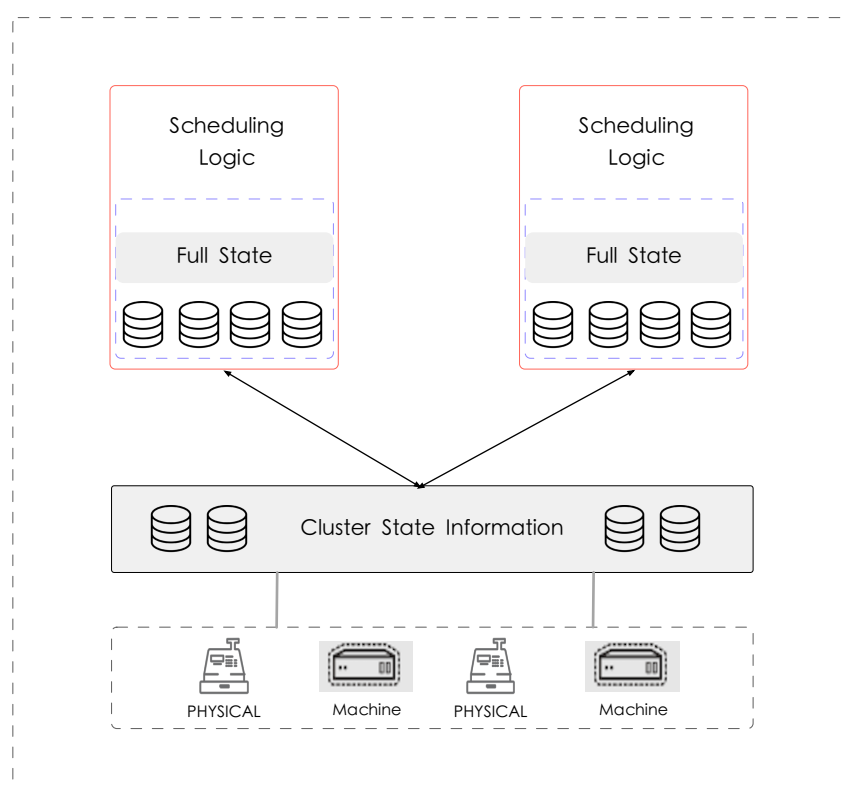 Scheduling
Logic
Full State
Scheduling
Logic
Full State
Cluster State Information
PHYSICAL
Machine
PHYSICAL
Machine